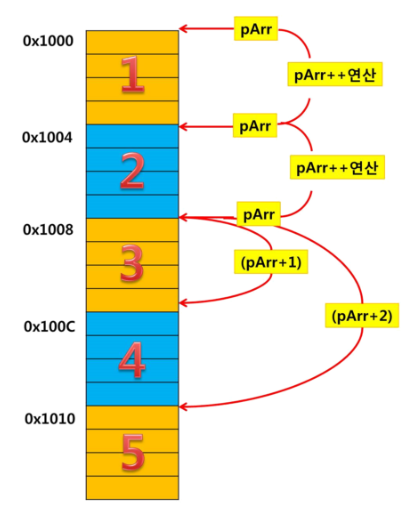 0x1000
pArr
1
pArr++연산
0x1004
pArr
2
pArr++연산
0x1008
pArr
3
(pArr+1)
0x100C
(pArr+2)
4
0x1010
5